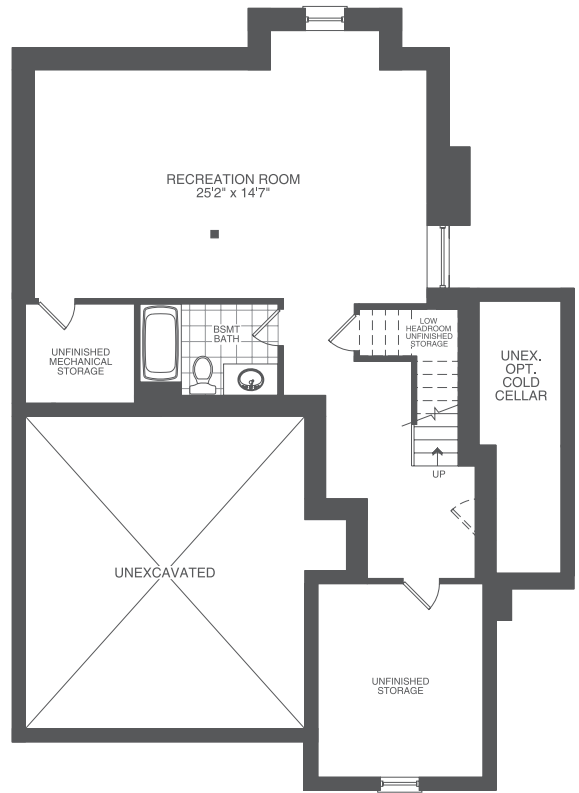 RECREATION ROOM
25'2" x 14'7"
UNFINISHED
MECHANICAL
STORAGE
BSMT
BATH
LOW
HEADROOM
UNFINISHED
STORAGE
UNEX.
OPT.
COLD
CELLAR
UP
UNEXCAVATED
UNFINISHED
STORAGE